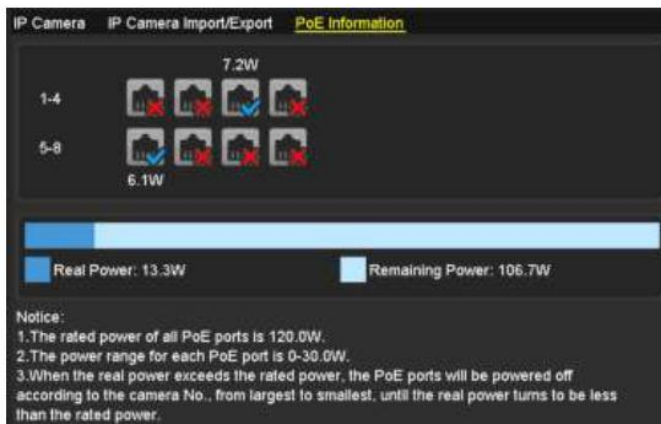 IP Camera IP Camera Import/Export PoE Information
7.2W
1-4
5-8
6.1W
Real Power: 13.3W Remaining Power: 106.7W
Notice:
1.The rated power of all PoE ports is 120.0W.
2.The power range for each PoE port is 0-30.0W.
3.When the real power exceeds the rated power, the PoE ports will be powered off
according to the camera No., from largest to smallest, until the real power turns to be less
than the rated power.